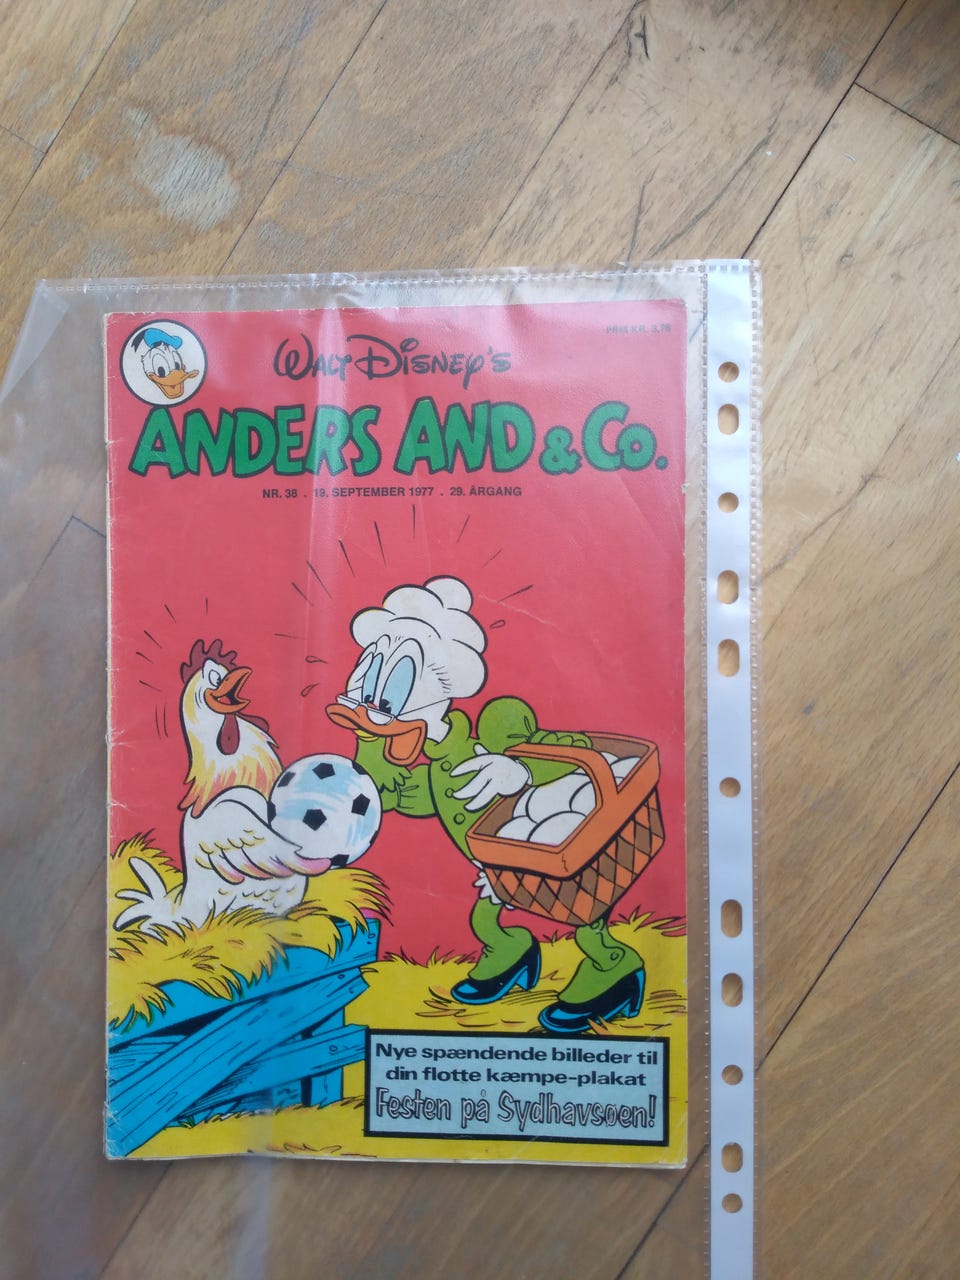 PRIS KR. 3,75
WALT DISNEY'S
ANDERS AND & CO.
NR. 38 . 19. SEPTEMBER 1977 . 29. ÅRGANG
Nye spændende billeder til
din flotte kæmpe-plakat
Festen på Sydhavsøen!